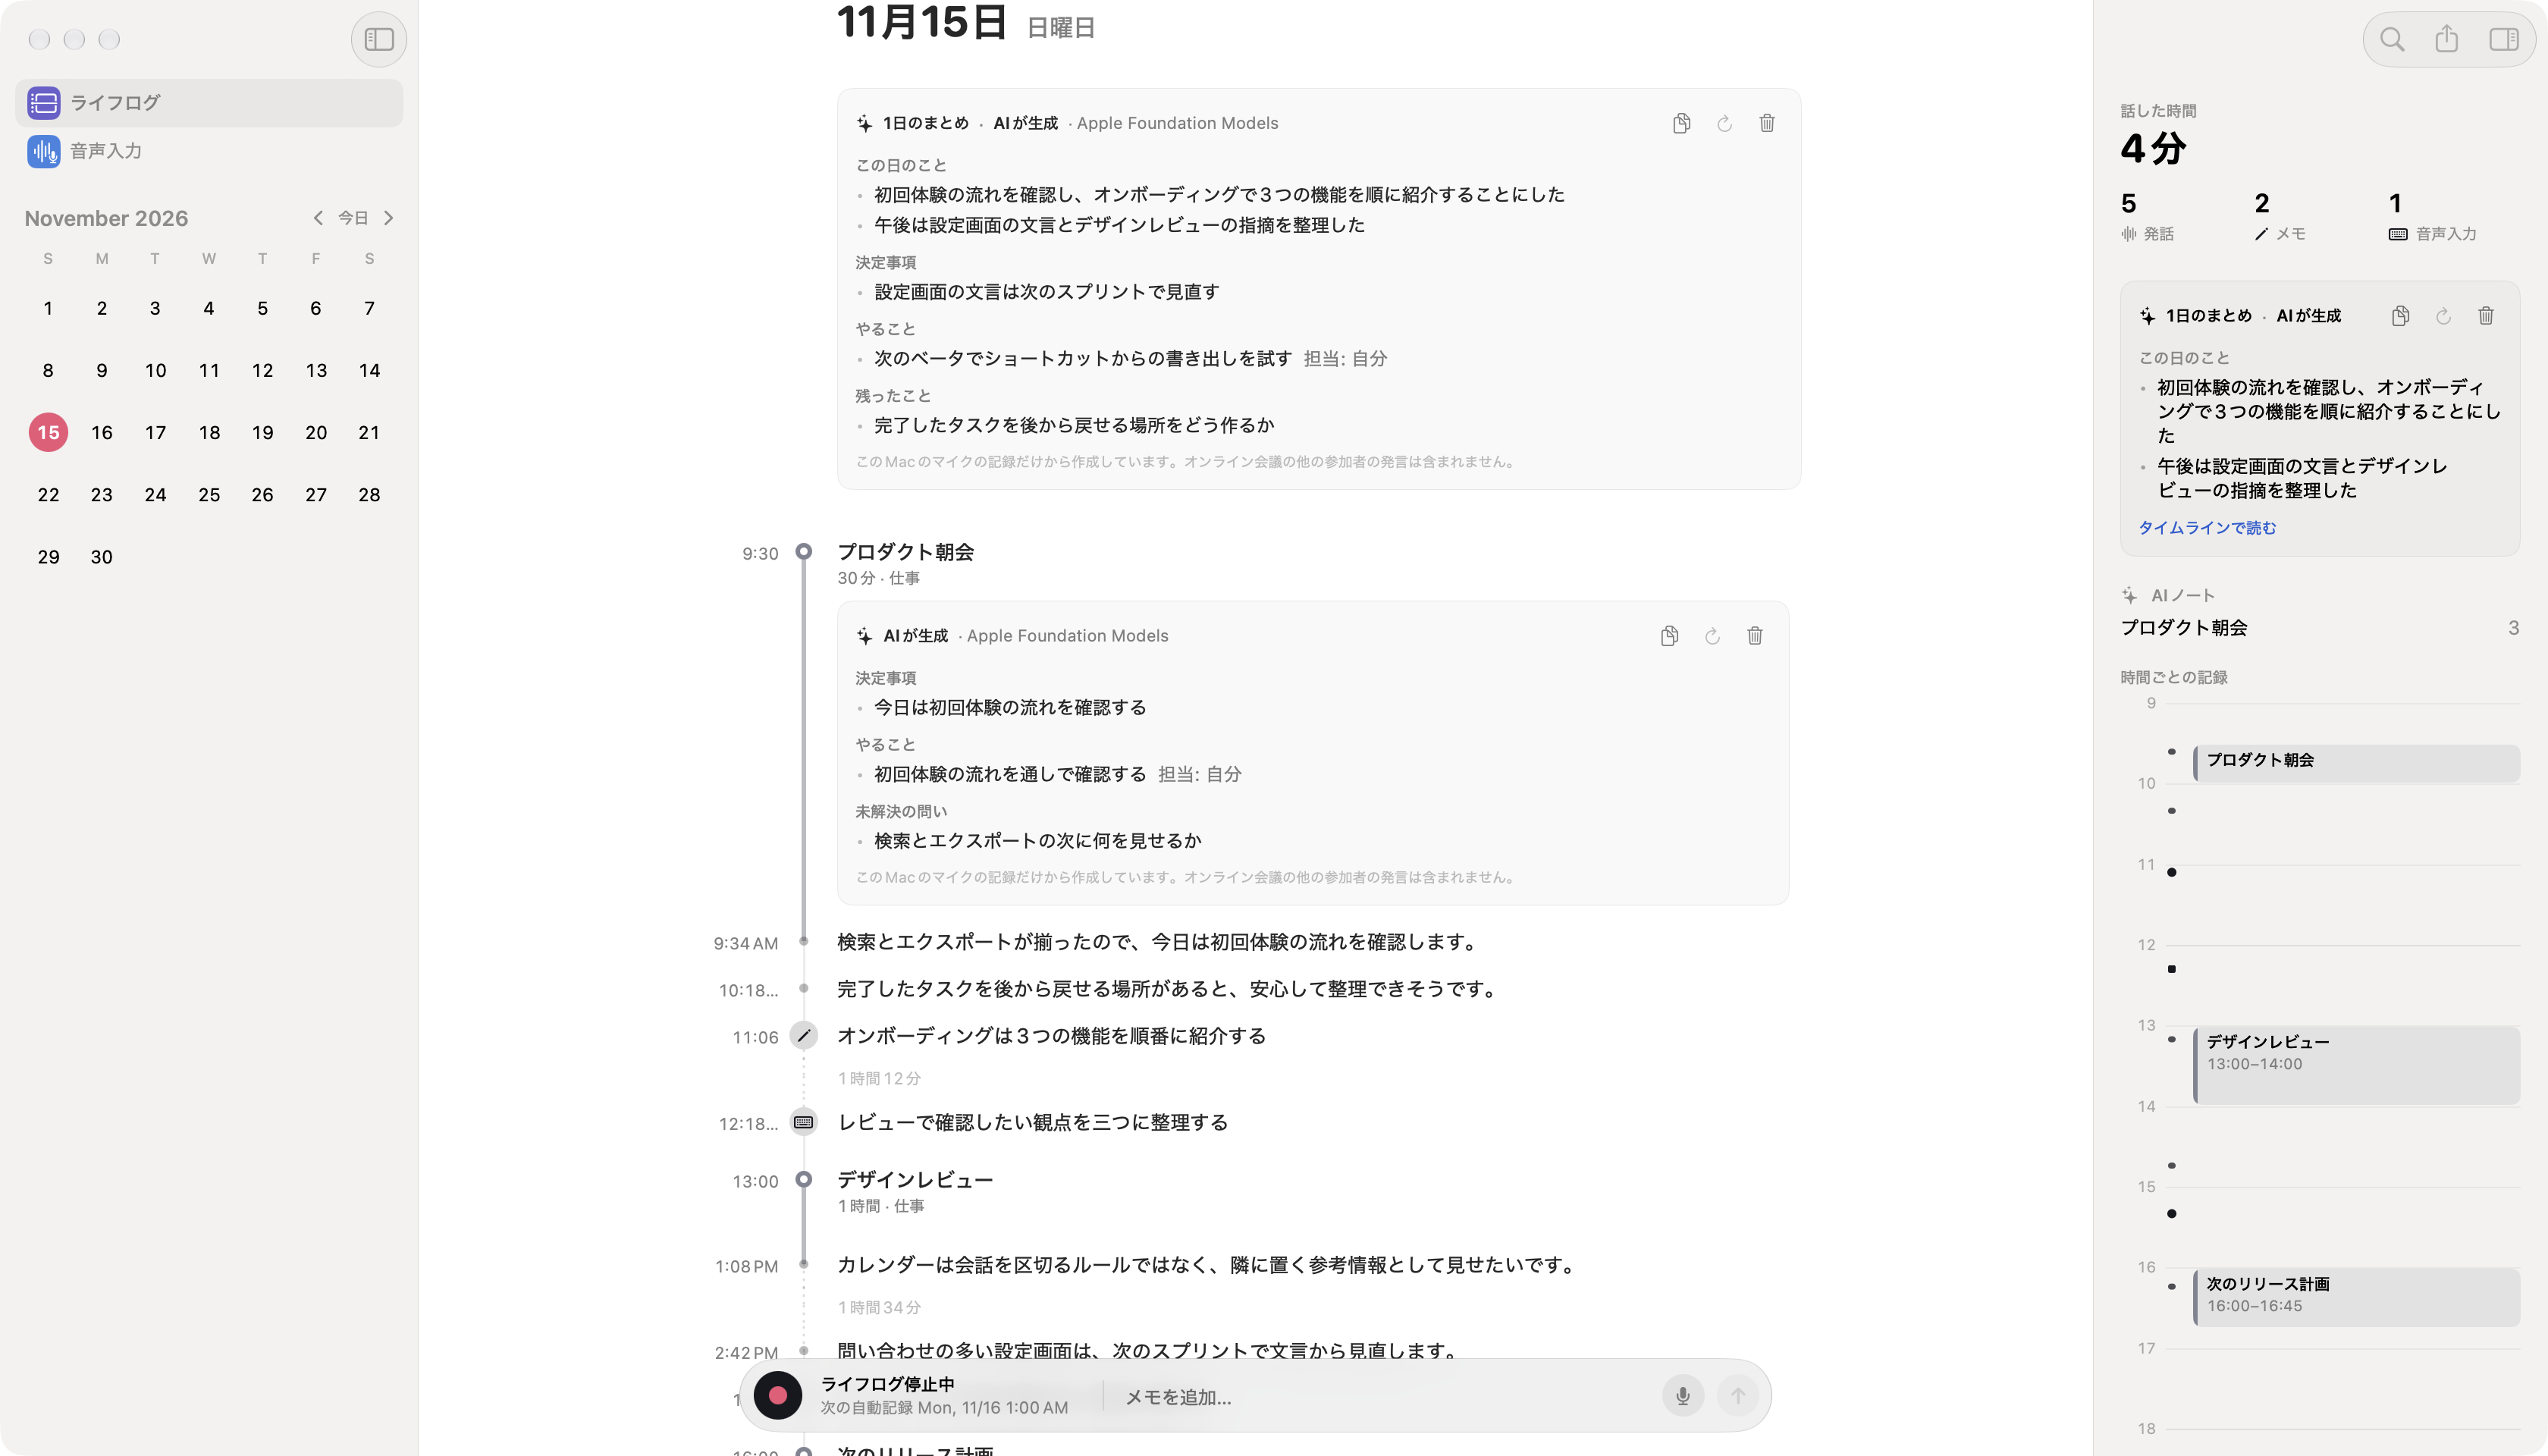 ライフログ
音声入力
November 2026
今日
S M T W T F S
1 2 3 4 5 6 7
8 9 10 11 12 13 14
15 16 17 18 19 20 21
22 23 24 25 26 27 28
29 30
11月15日 日曜日
1日のまとめ · AIが生成 · Apple Foundation Models
この日のこと
• 初回体験の流れを確認し、オンボーディングで3つの機能を順に紹介することにした
• 午後は設定画面の文言とデザインレビューの指摘を整理した
決定事項
• 設定画面の文言は次のスプリントで見直す
やること
• 次のベータでショートカットからの書き出しを試す 担当: 自分
残ったこと
• 完了したタスクを後から戻せる場所をどう作るか
このMacのマイクの記録だけから作成しています。オンライン会議の他の参加者の発言は含まれません。
9:30 プロダクト朝会
30分 · 仕事
AIが生成 · Apple Foundation Models
決定事項
• 今日は初回体験の流れを確認する
やること
• 初回体験の流れを通しで確認する 担当: 自分
未解決の問い
• 検索とエクスポートの次に何を見せるか
このMacのマイクの記録だけから作成しています。オンライン会議の他の参加者の発言は含まれません。
9:34 AM 検索とエクスポートが揃ったので、今日は初回体験の流れを確認します。
10:18... 完了したタスクを後から戻せる場所があると、安心して整理できそうです。
11:06 オンボーディングは3つの機能を順番に紹介する
1時間12分
12:18... レビューで確認したい観点を三つに整理する
13:00 デザインレビュー
1時間 · 仕事
1:08 PM カレンダーは会話を区切るルールではなく、隣に置く参考情報として見せたいです。
1時間34分
2:42 PM 問い合わせの多い設定画面は、次のスプリントで文言から見直します。
ライフログ停止中
次の自動記録 Mon, 11/16 1:00 AM
メモを追加...
16:00 次のリリース計画
話した時間
4分
5 2 1
発話 メモ 音声入力
1日のまとめ · AIが生成
この日のこと
• 初回体験の流れを確認し、オンボーディ
ングで3つの機能を順に紹介することにし
た
• 午後は設定画面の文言とデザインレ
ビューの指摘を整理した
タイムラインで読む
AIノート
プロダクト朝会 3
時間ごとの記録
9
プロダクト朝会
10
11
12
13
デザインレビュー
13:00–14:00
14
15
16
次のリリース計画
16:00–16:45
17
18